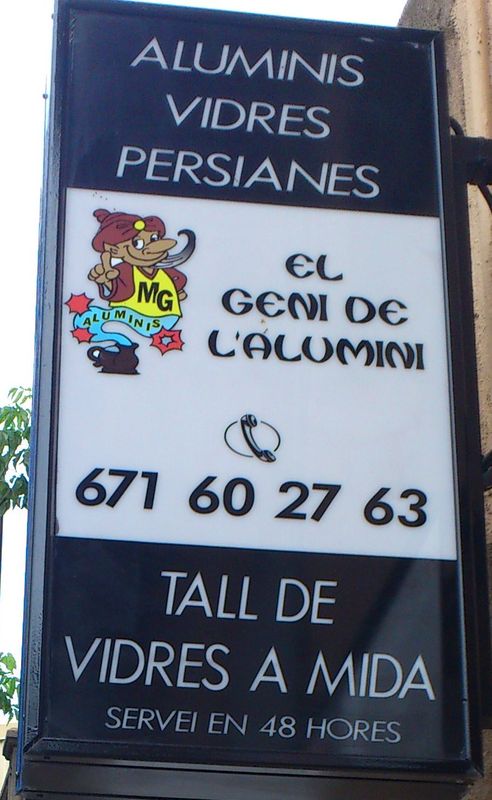 ALUMINIS
VIDRES
PERSIANES
MG
ALUMINIS
EL
GENI DE
L'ALUMINI
671 60 27 63
TALL DE
VIDRES A MIDA
SERVEI EN 48 HORES